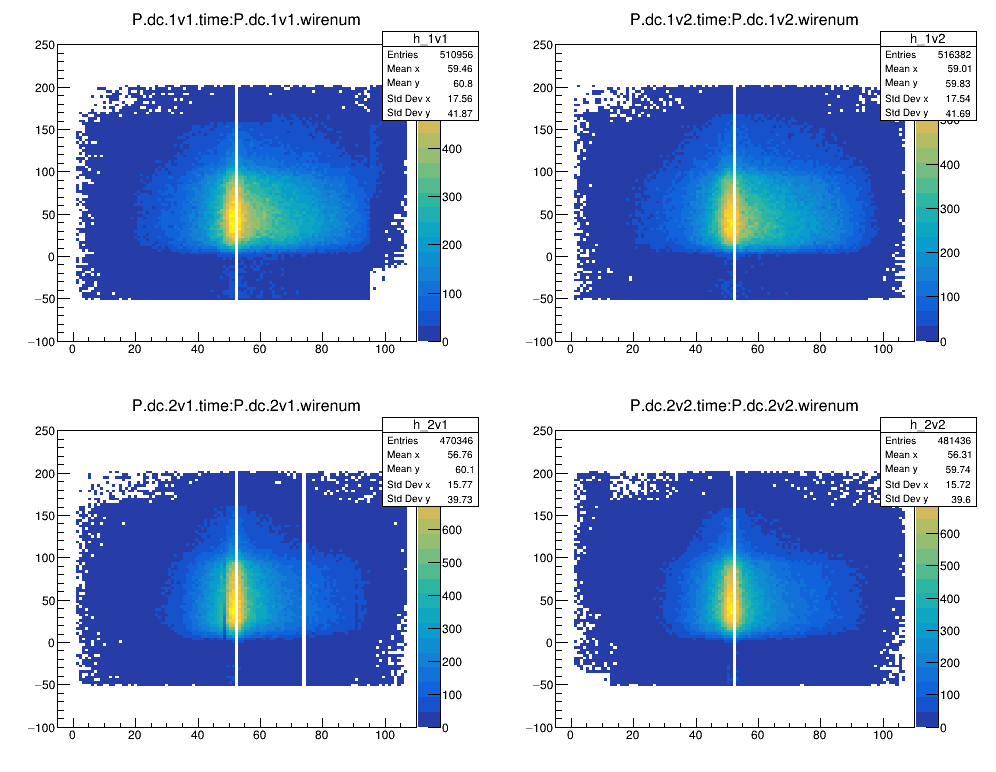 P.dc.1v1.time:P.dc.1v1.wirenum
h_1v1
Entries 510956
Mean x 59.46
Mean y 60.8
Std Dev x 17.56
Std Dev y 41.87
250
200
150
100
50
0
−50
−100
0 20 40 60 80 100
400
300
200
100
0
P.dc.1v2.time:P.dc.1v2.wirenum
h_1v2
Entries 516382
Mean x 59.01
Mean y 59.83
Std Dev x 17.54
Std Dev y 41.69
250
200
150
100
50
0
−50
−100
0 20 40 60 80 100
500
400
300
200
100
0
P.dc.2v1.time:P.dc.2v1.wirenum
h_2v1
Entries 470346
Mean x 56.76
Mean y 60.1
Std Dev x 15.77
Std Dev y 39.73
250
200
150
100
50
0
−50
−100
0 20 40 60 80 100
600
500
400
300
200
100
0
P.dc.2v2.time:P.dc.2v2.wirenum
h_2v2
Entries 481436
Mean x 56.31
Mean y 59.74
Std Dev x 15.72
Std Dev y 39.6
250
200
150
100
50
0
−50
−100
0 20 40 60 80 100
600
500
400
300
200
100
0